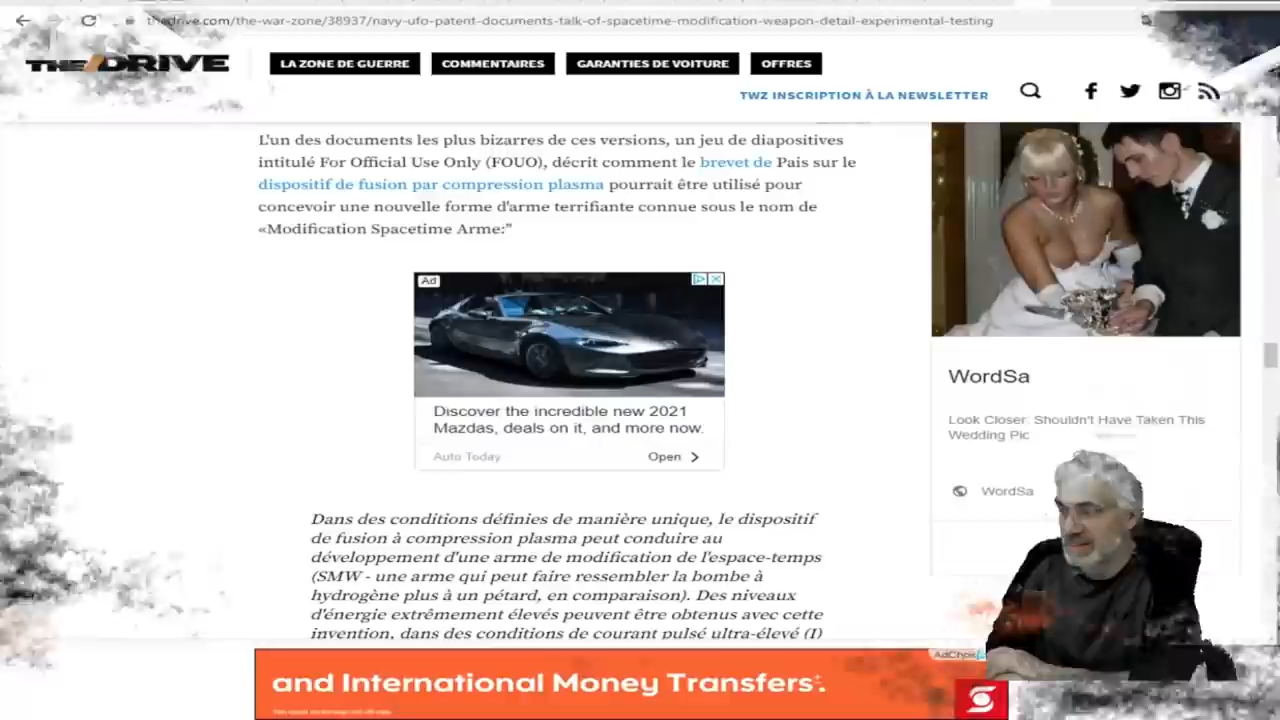 thedrive.com/the-war-zone/38937/navy-ufo-patent-documents-talk-of-spacetime-modification-weapon-detail-experimental-testing
THE/DRIVE
LA ZONE DE GUERRE
COMMENTAIRES
GARANTIES DE VOITURE
OFFRES
TWZ INSCRIPTION À LA NEWSLETTER
L'un des documents les plus bizarres de ces versions, un jeu de diapositives
intitulé For Official Use Only (FOUO), décrit comment le brevet de Pais sur le
dispositif de fusion par compression plasma pourrait être utilisé pour
concevoir une nouvelle forme d'arme terrifiante connue sous le nom de
«Modification Spacetime Arme:"
Ad
Discover the incredible new 2021
Mazdas, deals on it, and more now.
Auto Today
Open
WordSa
Look Closer: Shouldn't Have Taken This
Wedding Pic
WordSa
Dans des conditions définies de manière unique, le dispositif
de fusion à compression plasma peut conduire au
développement d'une arme de modification de l'espace-temps
(SMW - une arme qui peut faire ressembler la bombe à
hydrogène plus à un pétard, en comparaison). Des niveaux
d'énergie extrêmement élevés peuvent être obtenus avec cette
invention, dans des conditions de courant pulsé ultra-élevé (I)
AdChoices
and International Money Transfers.